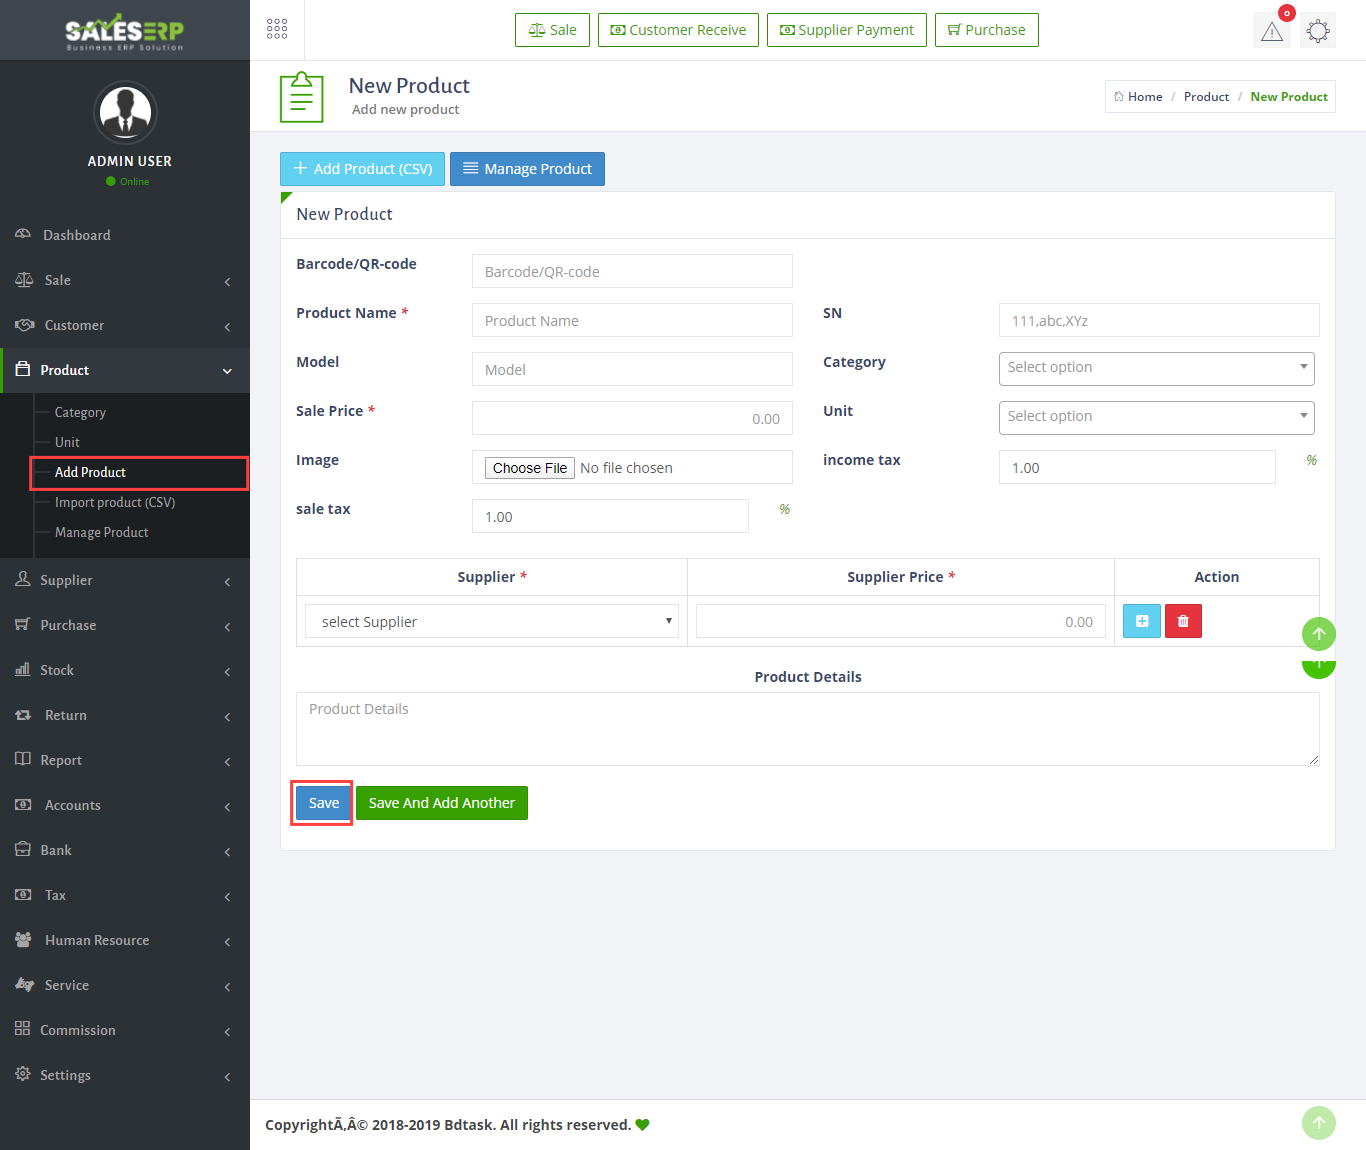 SALESERP
Business ERP Solution
ADMIN USER
Online
Dashboard
Sale
Customer
Product
Category
Unit
Add Product
Import product (CSV)
Manage Product
Supplier
Purchase
Stock
Return
Report
Accounts
Bank
Tax
Human Resource
Service
Commission
Settings
Sale
Customer Receive
Supplier Payment
Purchase
0
New Product
Add new product
Home / Product / New Product
Add Product (CSV)
Manage Product
New Product
Barcode/QR-code
Barcode/QR-code
Product Name *
Product Name
SN
111,abc,XYz
Model
Model
Category
Select option
Sale Price *
0.00
Unit
Select option
Image
Choose File No file chosen
income tax
1.00
%
sale tax
1.00
%
Supplier *
Supplier Price *
Action
select Supplier
0.00
Product Details
Product Details
Save
Save And Add Another
CopyrightÃ‚Â© 2018-2019 Bdtask. All rights reserved.